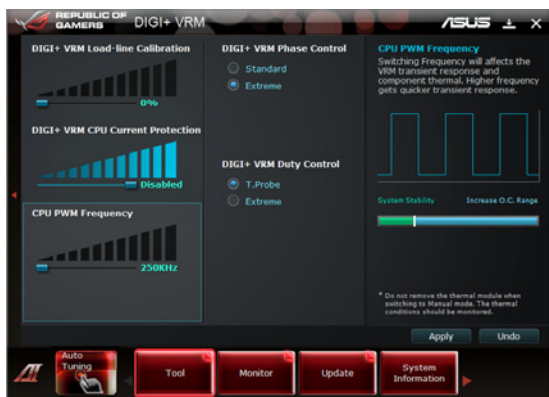 REPUBLIC OF
GAMERS
DIGI+ VRM
ASUS
DIGI+ VRM Load-line Calibration
0%
DIGI+ VRM CPU Current Protection
Disabled
CPU PWM Frequency
250KHz
DIGI+ VRM Phase Control
Standard
Extreme
DIGI+ VRM Duty Control
T.Probe
Extreme
CPU PWM Frequency
Switching Frequency will affects the
VRM transient response and
component thermal. Higher frequency
gets quicker transient response.
System Stability
Increase O.C. Range
* Do not remove the thermal module when
switching to Manual mode. The thermal
conditions should be monitored.
Apply
Undo
Auto
Tuning
Tool
Monitor
Update
System
Information